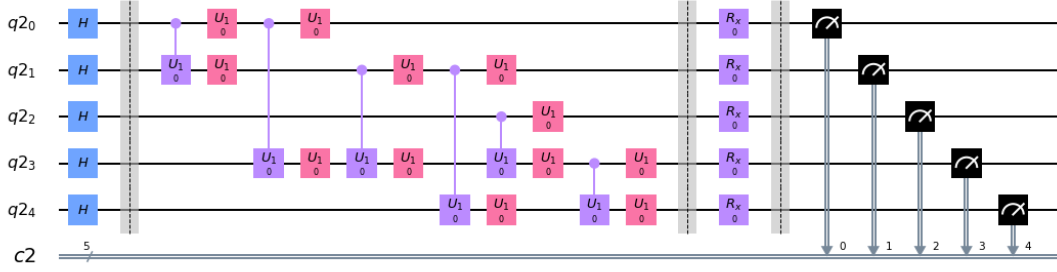 q2₀ H U₁ 0 U₁ 0 U₁ 0 Rₓ 0
q2₁ H U₁ 0 U₁ 0 U₁ 0 U₁ 0 Rₓ 0
q2₂ H U₁ 0 Rₓ 0
q2₃ H U₁ 0 U₁ 0 U₁ 0 U₁ 0 U₁ 0 U₁ 0 U₁ 0 Rₓ 0
q2₄ H U₁ 0 U₁ 0 U₁ 0 U₁ 0 Rₓ 0
c2 5 0 1 2 3 4